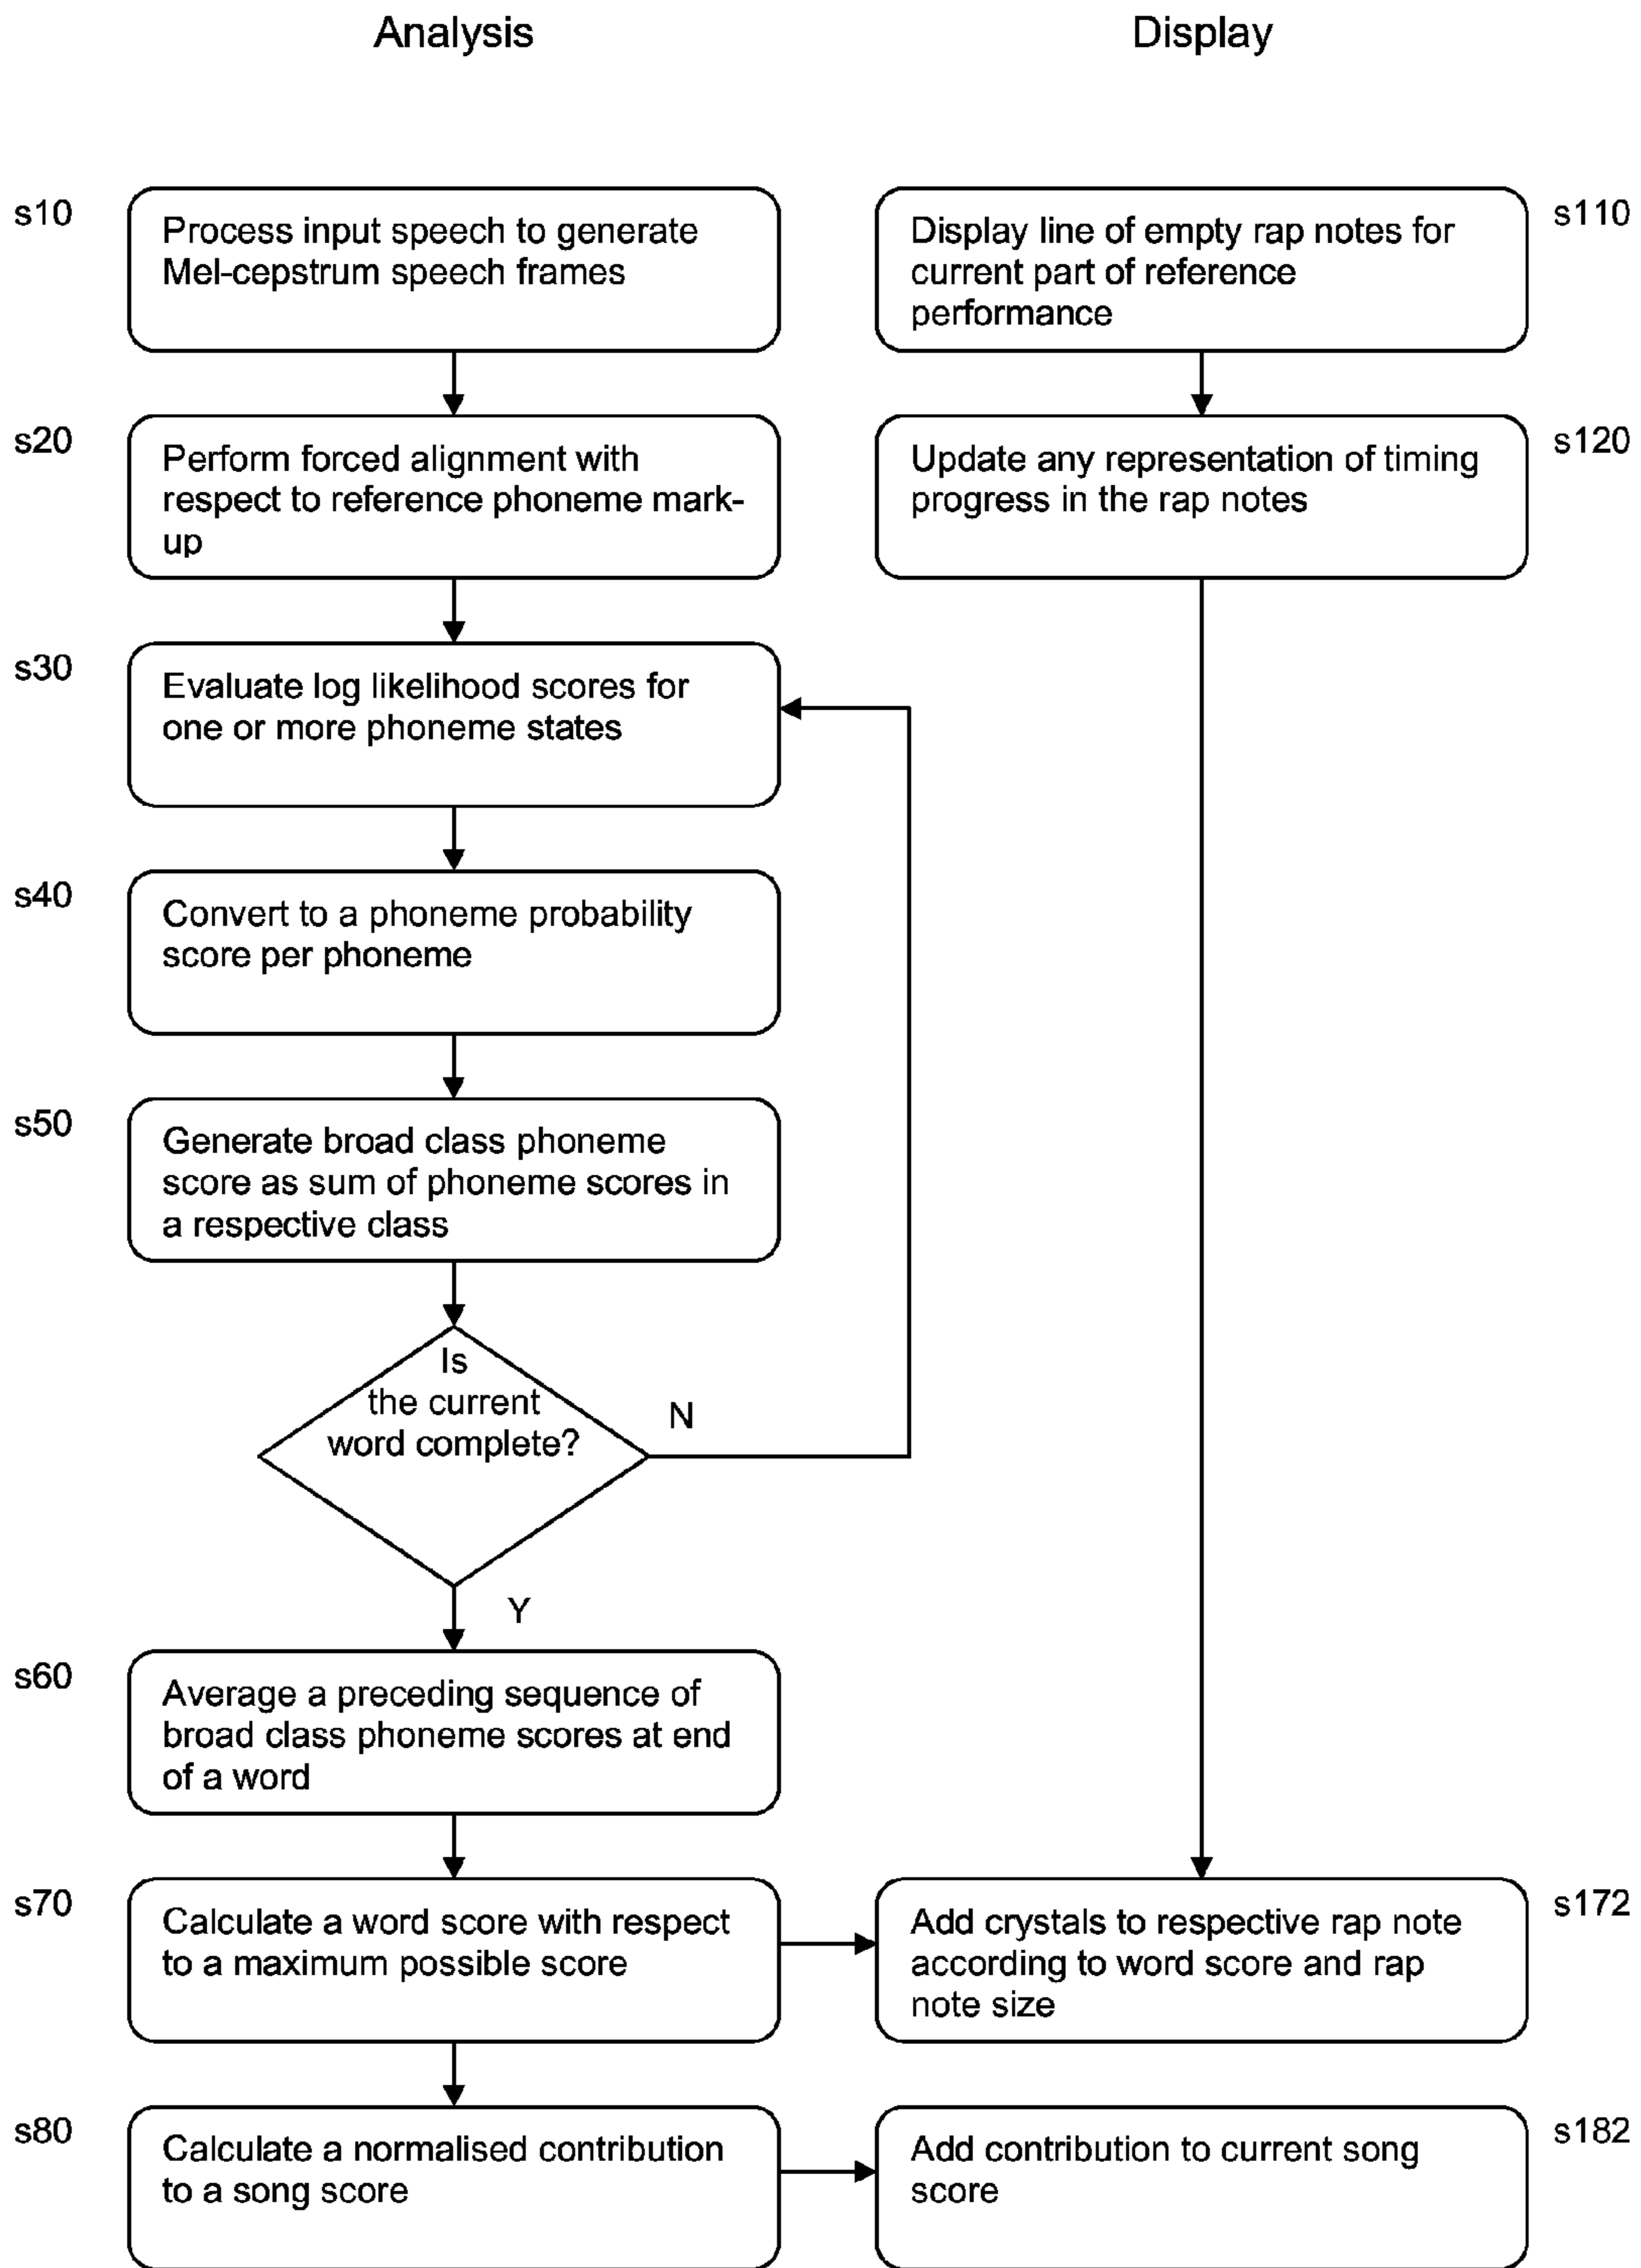 Analysis
Display
s10
Process input speech to generate
Mel-cepstrum speech frames
Display line of empty rap notes for
current part of reference
performance
s110
s20
Perform forced alignment with
respect to reference phoneme mark-
up
Update any representation of timing
progress in the rap notes
s120
s30
Evaluate log likelihood scores for
one or more phoneme states
s40
Convert to a phoneme probability
score per phoneme
s50
Generate broad class phoneme
score as sum of phoneme scores in
a respective class
Is
the current
word complete?
N
Y
s60
Average a preceding sequence of
broad class phoneme scores at end
of a word
s70
Calculate a word score with respect
to a maximum possible score
Add crystals to respective rap note
according to word score and rap
note size
s172
s80
Calculate a normalised contribution
to a song score
Add contribution to current song
score
s182